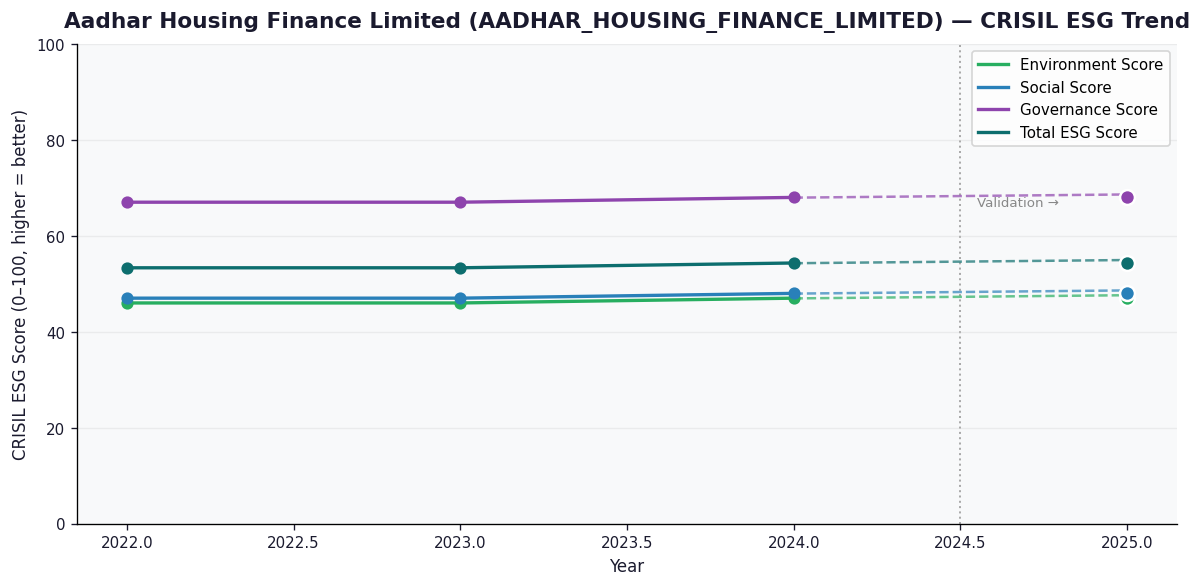 Aadhar Housing Finance Limited (AADHAR_HOUSING_FINANCE_LIMITED) — CRISIL ESG Trend
CRISIL ESG Score (0–100, higher = better)
100
80
60
40
20
0
Environment Score
Social Score
Governance Score
Total ESG Score
Validation →
2022.0
2022.5
2023.0
2023.5
2024.0
2024.5
2025.0
Year